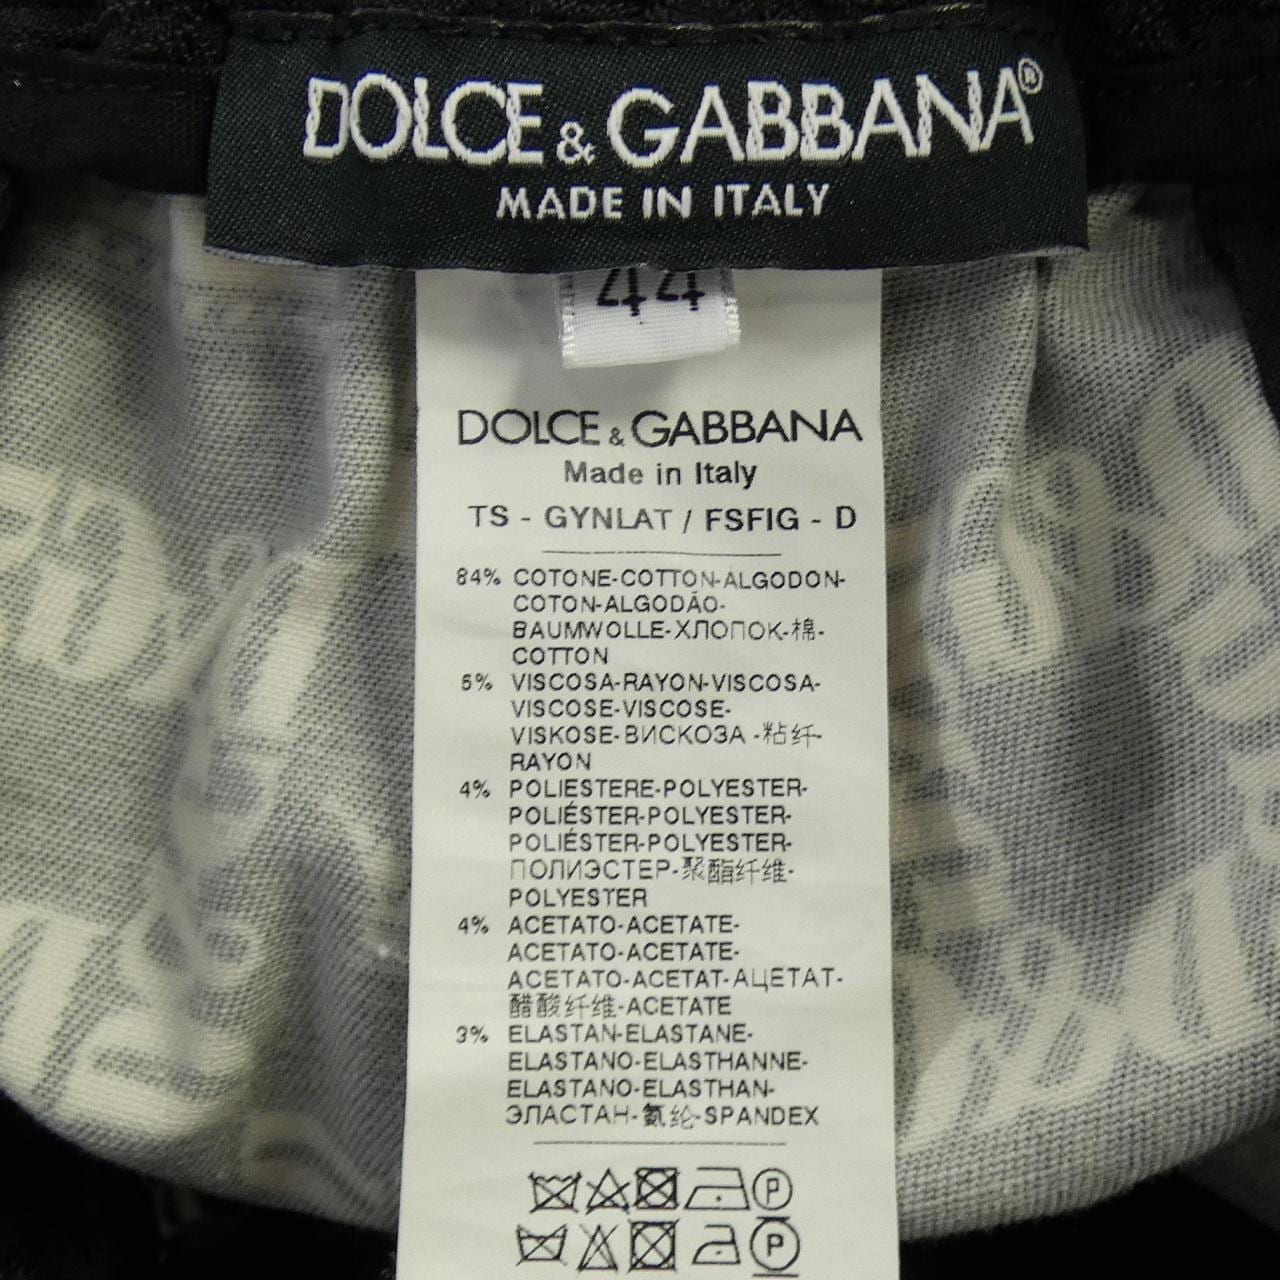 DOLCE & GABBANA®
MADE IN ITALY
44
DOLCE & GABBANA
Made in Italy
TS - GYNLAT / FSFIG - D
84% COTONE-COTTON-ALGODON-
COTON-ALGODÃO-
BAUMWOLLE-ХЛОПОК-棉-
COTTON
5% VISCOSA-RAYON-VISCOSA-
VISCOSE-VISCOSE-
VISKOSE-ВИСКОЗА -粘纤-
RAYON
4% POLIESTERE-POLYESTER-
POLIÉSTER-POLYESTER-
POLIÉSTER-POLYESTER-
ПОЛИЭСТЕР-聚酯纤维-
POLYESTER
4% ACETATO-ACETATE-
ACETATO-ACETATE-
ACETATO-ACETAT-АЦЕТАТ-
醋酸纤维-ACETATE
3% ELASTAN-ELASTANE-
ELASTANO-ELASTHANNE-
ELASTANO-ELASTHAN-
ЭЛАСТАН-氨纶-SPANDEX
P
P